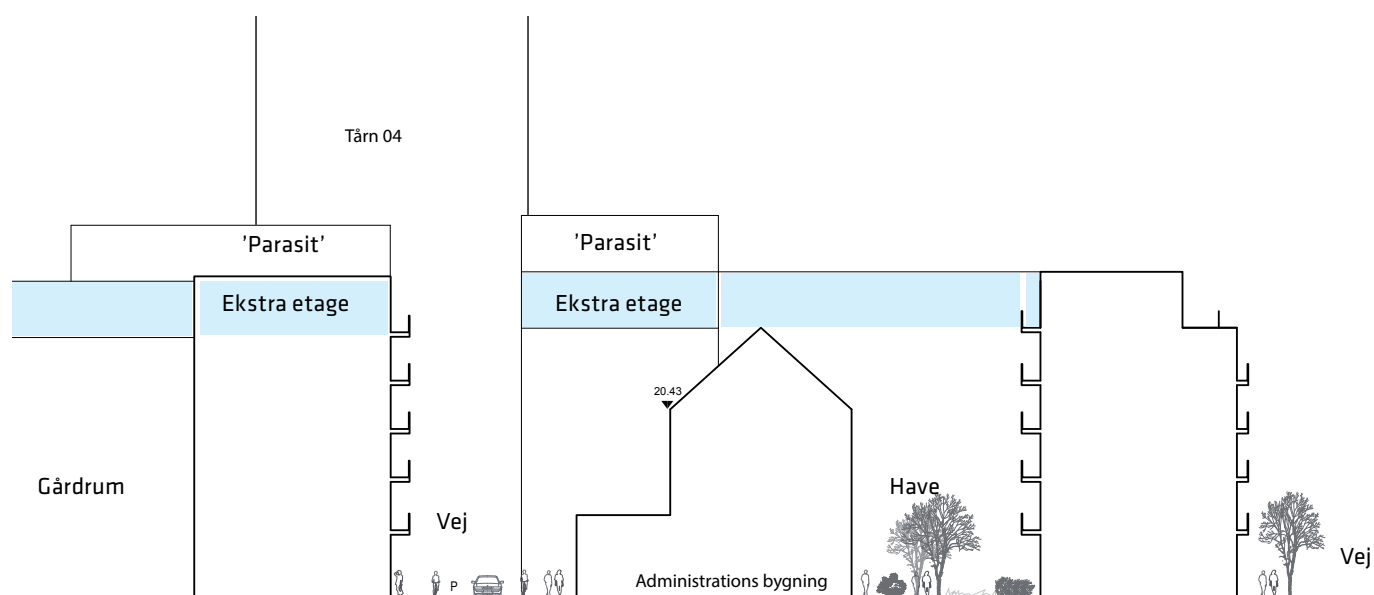 Tårn 04
’Parasit’
’Parasit’
Ekstra etage
Ekstra etage
20.43
Gårdrum
Have
Vej
Vej
P
Administrations bygning